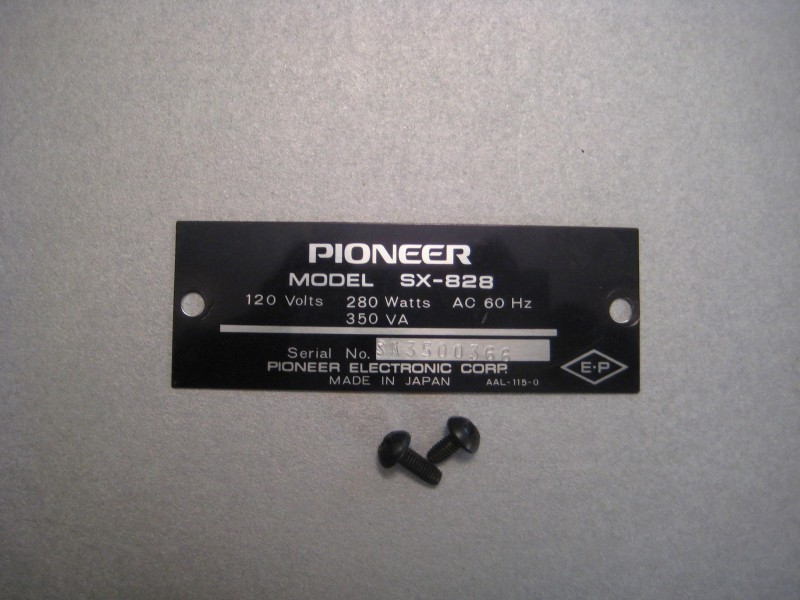 PIONEER
MODEL SX-828
120 Volts 280 Watts AC 60 Hz
350 VA
Serial No. SK3500366
PIONEER ELECTRONIC CORP.
MADE IN JAPAN AAL-115-0
E·P